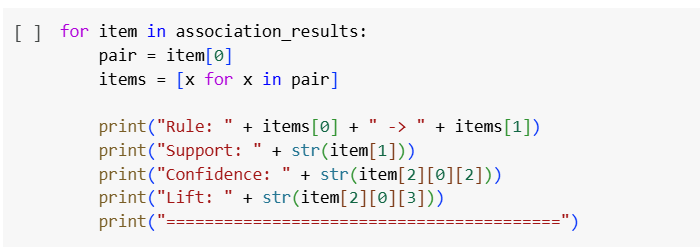 [ ] for item in association_results:
pair = item[0]
items = [x for x in pair]
print("Rule: " + items[0] + " -> " + items[1])
print("Support: " + str(item[1]))
print("Confidence: " + str(item[2][0][2]))
print("Lift: " + str(item[2][0][3]))
print("=========================================")